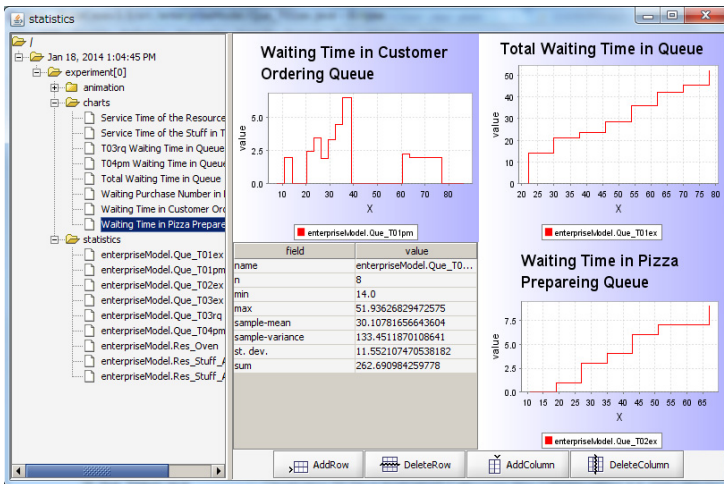 statistics
/
Jan 18, 2014 1:04:45 PM
experiment[0]
animation
charts
Service Time of the Resource
Service Time of the Stuff in T
T03rq Waiting Time in Queue
T04pm Waiting Time in Queue
Total Waiting Time in Queue
Waiting Purchase Number in
Waiting Time in Customer Ord
Waiting Time in Pizza Prepare
statistics
enterpriseModel.Que_T01ex
enterpriseModel.Que_T01pm
enterpriseModel.Que_T02ex
enterpriseModel.Que_T03ex
enterpriseModel.Que_T03rq
enterpriseModel.Que_T04pm
enterpriseModel.Res_Oven
enterpriseModel.Res_Stuff_A
enterpriseModel.Res_Stuff_A
Waiting Time in Customer
Ordering Queue
value
5.0
2.5
0.0
10 20 30 40 50 60 70 80
X
enterpriseModel.Que_T01pm
field value
name enterpriseModel.Que_T0...
n 8
min 14.0
max 51.93626829472575
sample-mean 30.10781656643604
sample-variance 133.4511870108641
st. dev. 11.552107470538182
sum 262.690984259778
Total Waiting Time in Queue
value
50
40
30
20
10
0
20 25 30 35 40 45 50 55 60 65 70 75 80
X
enterpriseModel.Que_T01ex
Waiting Time in Pizza
Prepareing Queue
value
7.5
5.0
2.5
0.0
10 15 20 25 30 35 40 45 50 55 60 65
X
enterpriseModel.Que_T02ex
AddRow DeleteRow AddColumn DeleteColumn